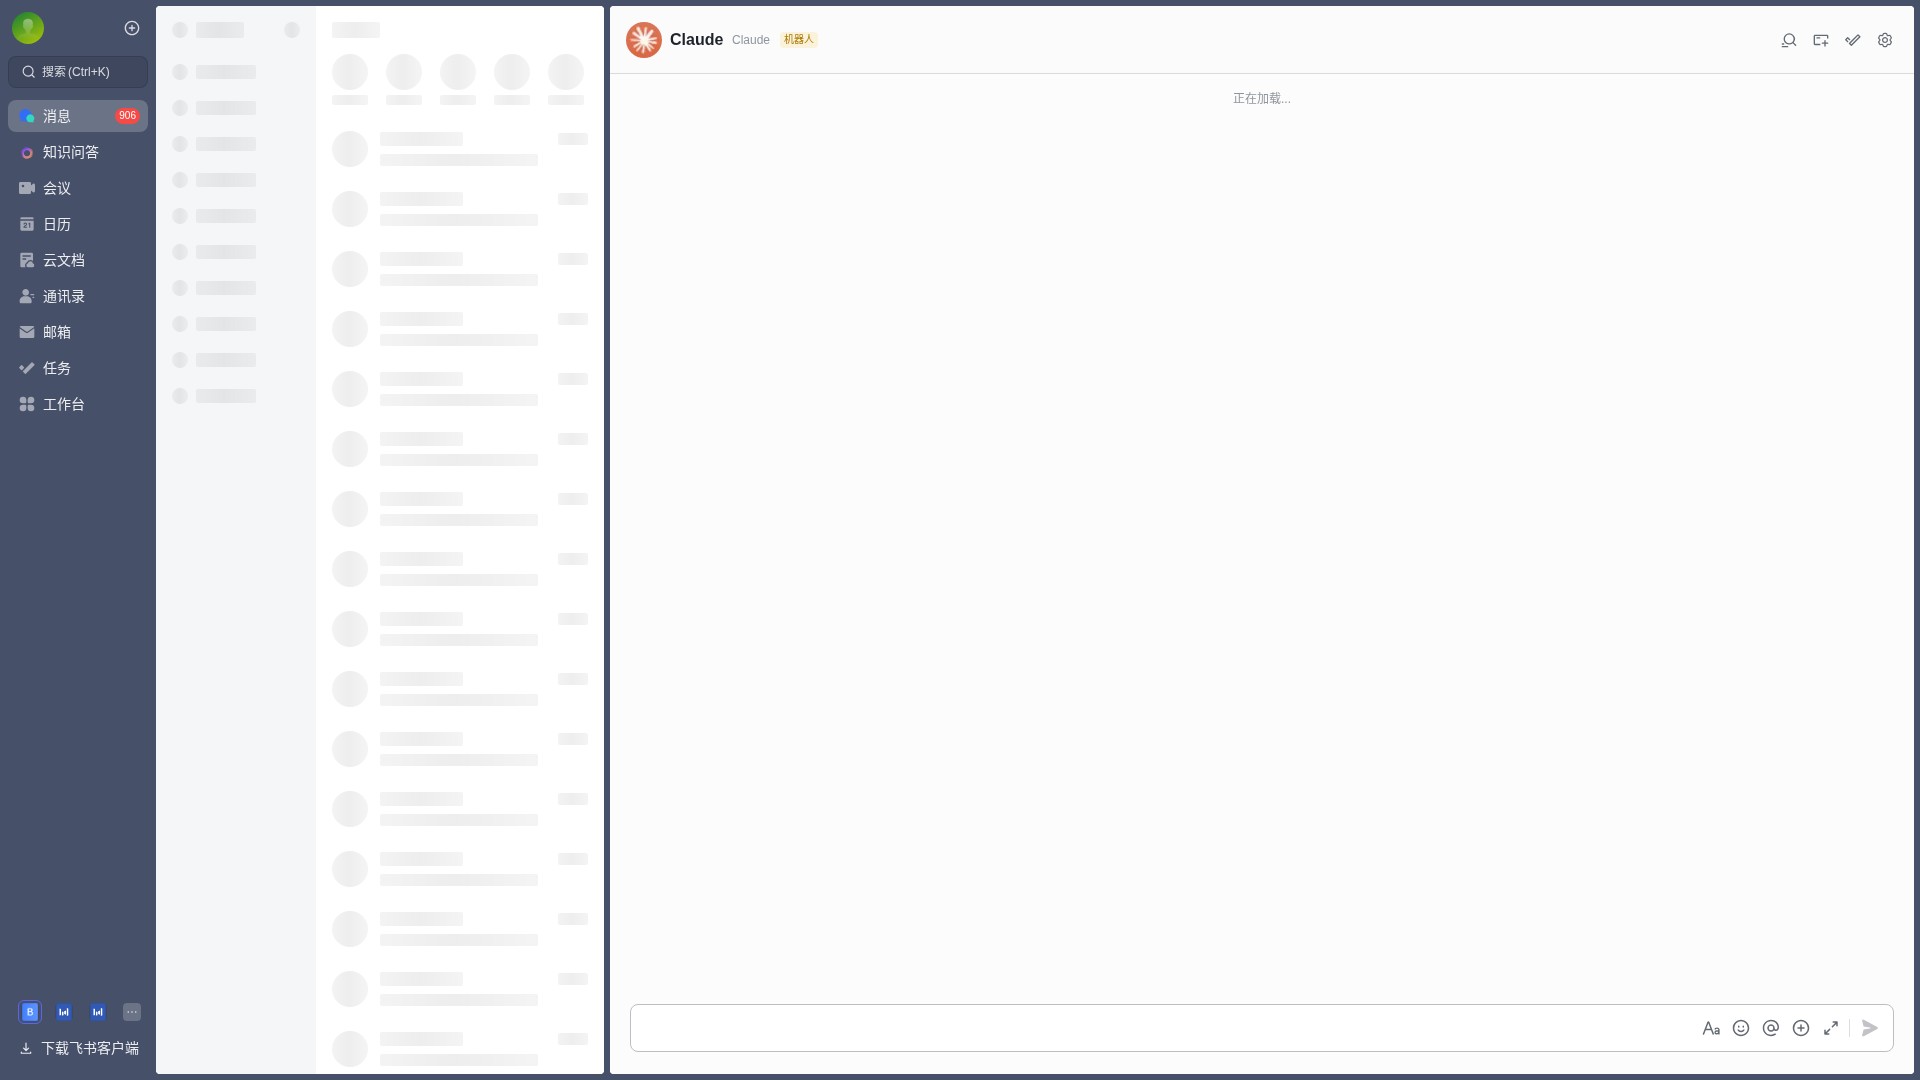 搜索 (Ctrl+K)
消息
906
知识问答
会议
日历
21
云文档
通讯录
邮箱
任务
工作台
B
下载飞书客户端
Claude
Claude
机器人
正在加载...
Aa